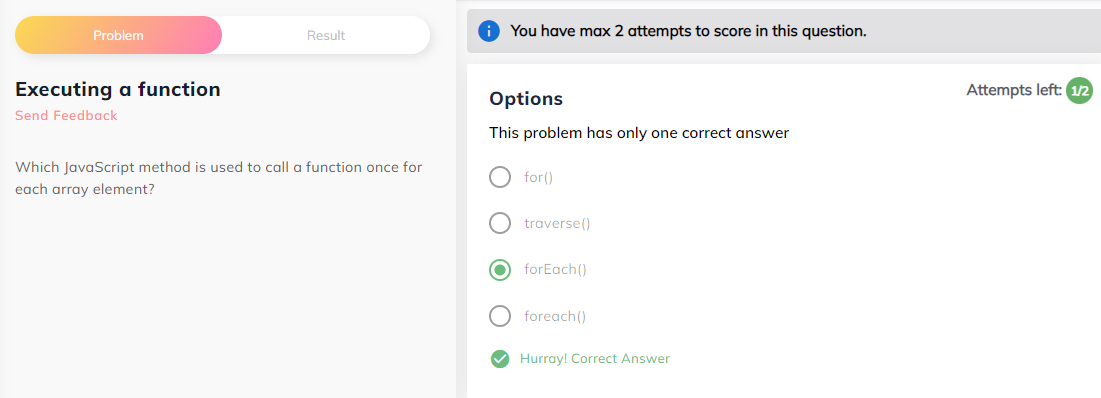 Problem
Result
Executing a function
Send Feedback
Which JavaScript method is used to call a function once for
each array element?
You have max 2 attempts to score in this question.
Attempts left: 1/2
Options
This problem has only one correct answer
for()
traverse()
forEach()
foreach()
Hurray! Correct Answer